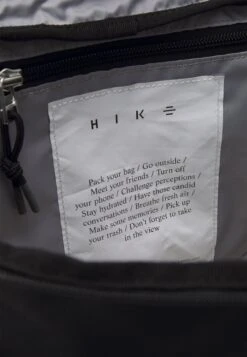 HIK
Pack your bag / Go outside /
Meet your friends / Turn off
your phone / Challenge perceptions /
Stay hydrated / Have those candid
conversations / Breathe fresh air /
Make some memories / Pick up
your trash / Don't forget to take
in the view